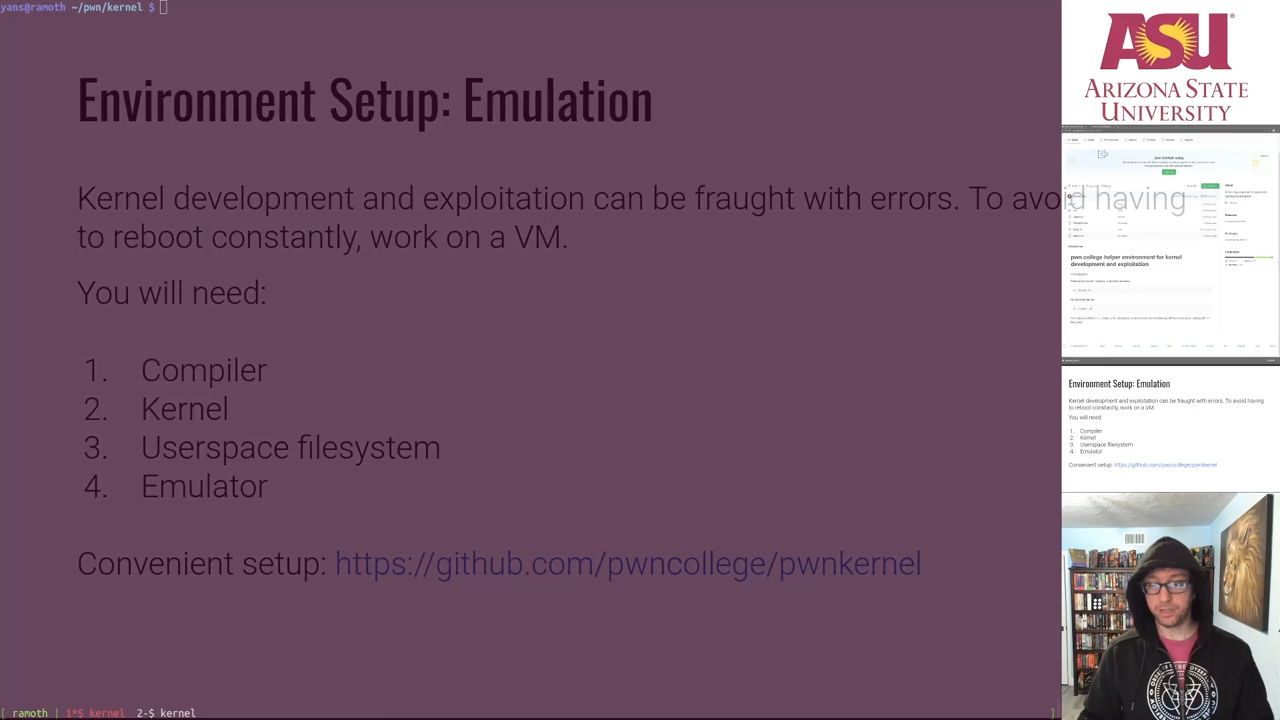 yans@ramoth ~/pwn/kernel $
Environment Setup: Emulation
Kernel development and exploitation can be fraught with errors. To avoid having
to reboot constantly, work on a VM.
You will need:
1. Compiler
2. Kernel
3. Userspace filesystem
4. Emulator
Convenient setup: https://github.com/pwncollege/pwnkernel
[ ramoth | 1*$ kernel 2-$ kernel ]
ASU
ARIZONA STATE
UNIVERSITY
Join GitHub today
pwn.college helper environment for kernel
development and exploitation
Environment Setup: Emulation
Kernel development and exploitation can be fraught with errors. To avoid having
to reboot constantly, work on a VM.
You will need:
1. Compiler
2. Kernel
3. Userspace filesystem
4. Emulator
Convenient setup: https://github.com/pwncollege/pwnkernel